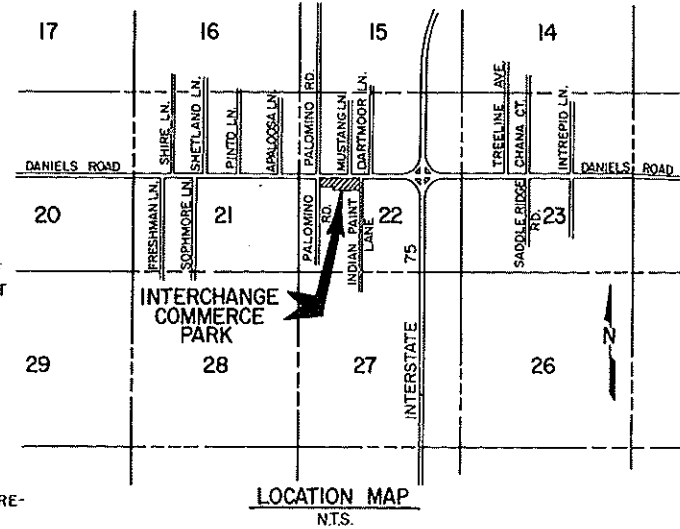 17
16
15
14
SHIRE LN.
SHETLAND LN.
PINTO LN.
APALOOSA LN.
PALOMINO RD.
MUSTANG LN.
DARTMOOR LN.
TREELINE AVE.
CHANA CT.
INTREPID LN.
DANIELS ROAD
DANIELS ROAD
20
FRESHMAN LN.
SOPHMORE LN.
21
PALOMINO
RD.
INDIAN PAINT
LANE
22
SADDLE RIDGE
RD.
23
INTERCHANGE
COMMERCE
PARK
INTERSTATE 75
N
29
28
27
26
T
RE-
LOCATION MAP
N.T.S.